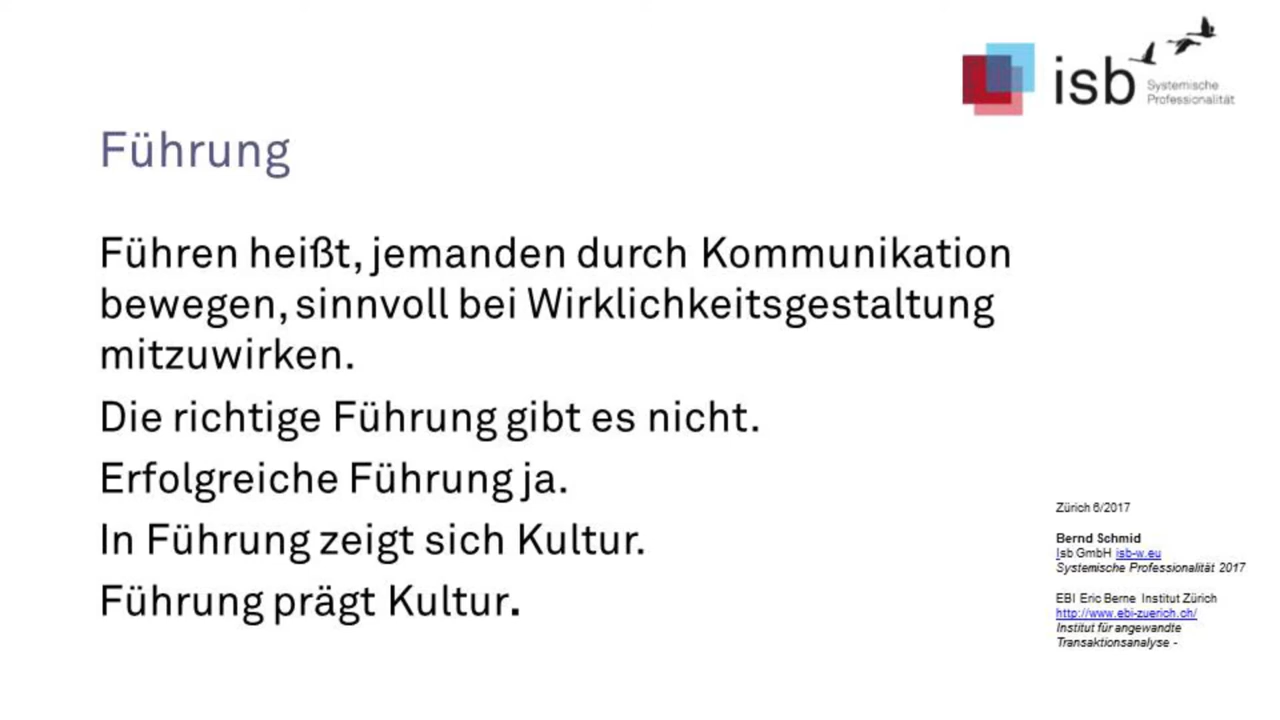 isb
Systemische
Professionalität
Führung
Führen heißt, jemanden durch Kommunikation
bewegen, sinnvoll bei Wirklichkeitsgestaltung
mitzuwirken.
Die richtige Führung gibt es nicht.
Erfolgreiche Führung ja.
In Führung zeigt sich Kultur.
Führung prägt Kultur.
Zürich 6/2017
Bernd Schmid
Isb GmbH isb-w.eu
Systemische Professionalität 2017
EBI Eric Berne Institut Zürich
http://www.ebi-zuerich.ch/
Institut für angewandte
Transaktionsanalyse -